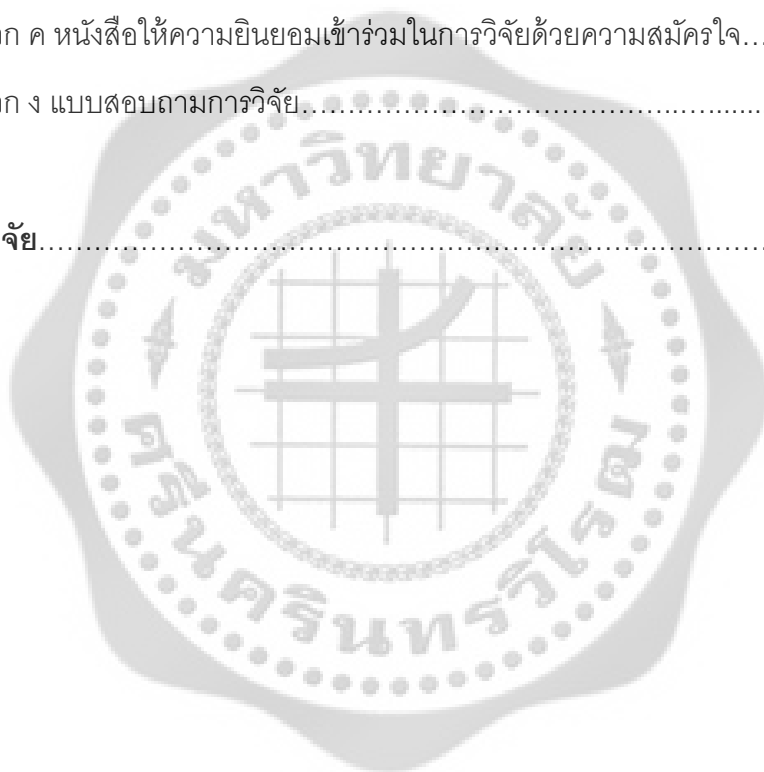 วก ค หนังสือให้ความยินยอมเข้าร่วมในการวิจัยด้วยความสมัครใจ...
วก ง แบบสอบถามการวิจัย................................................
จัย................................................................................
มหาวิทยาลัย
ศรีนครินทรวิโรฒ